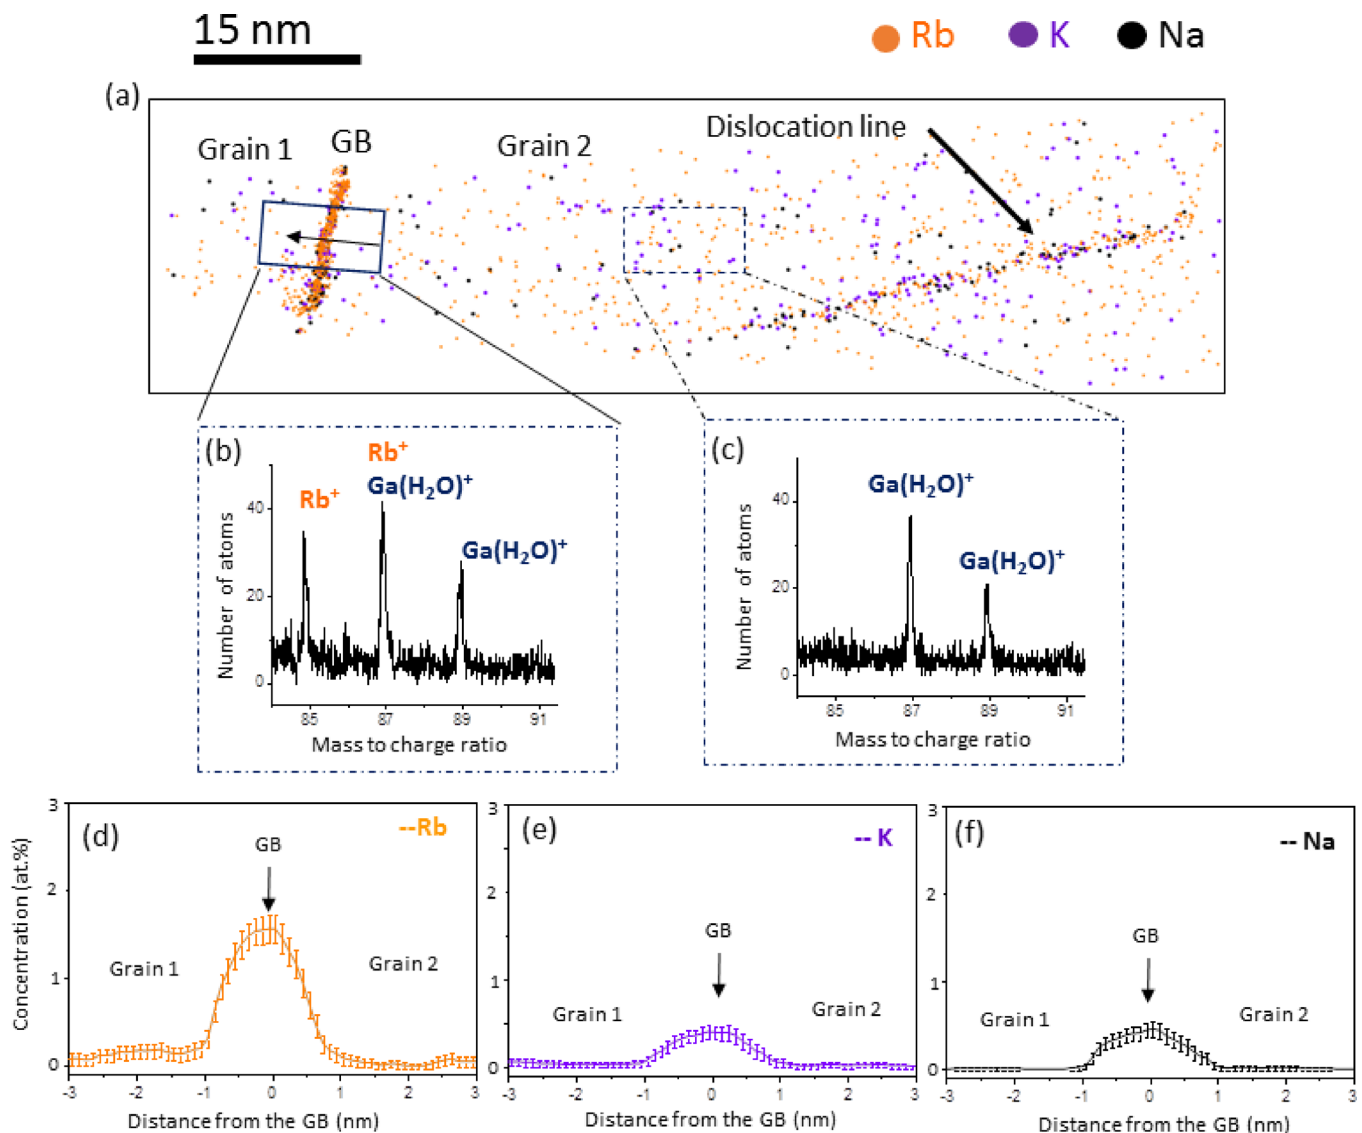 15 nm
Rb
K
Na
(a)
Grain 1
GB
Grain 2
Dislocation line
(b)
Rb⁺
Rb⁺
Ga(H₂O)⁺
Ga(H₂O)⁺
Number of atoms
40
20
0
85
87
89
91
Mass to charge ratio
(c)
Ga(H₂O)⁺
Ga(H₂O)⁺
Number of atoms
40
20
0
85
87
89
91
Mass to charge ratio
(d)
--Rb
GB
Grain 1
Grain 2
Concentration (at.%)
3
2
1
0
-3
-2
-1
0
1
2
3
Distance from the GB (nm)
(e)
-- K
GB
Grain 1
Grain 2
3
2
1
0
-3
-2
-1
0
1
2
3
Distance from the GB (nm)
(f)
-- Na
GB
Grain 1
Grain 2
3
2
1
0
-3
-2
-1
0
1
2
3
Distance from the GB (nm)